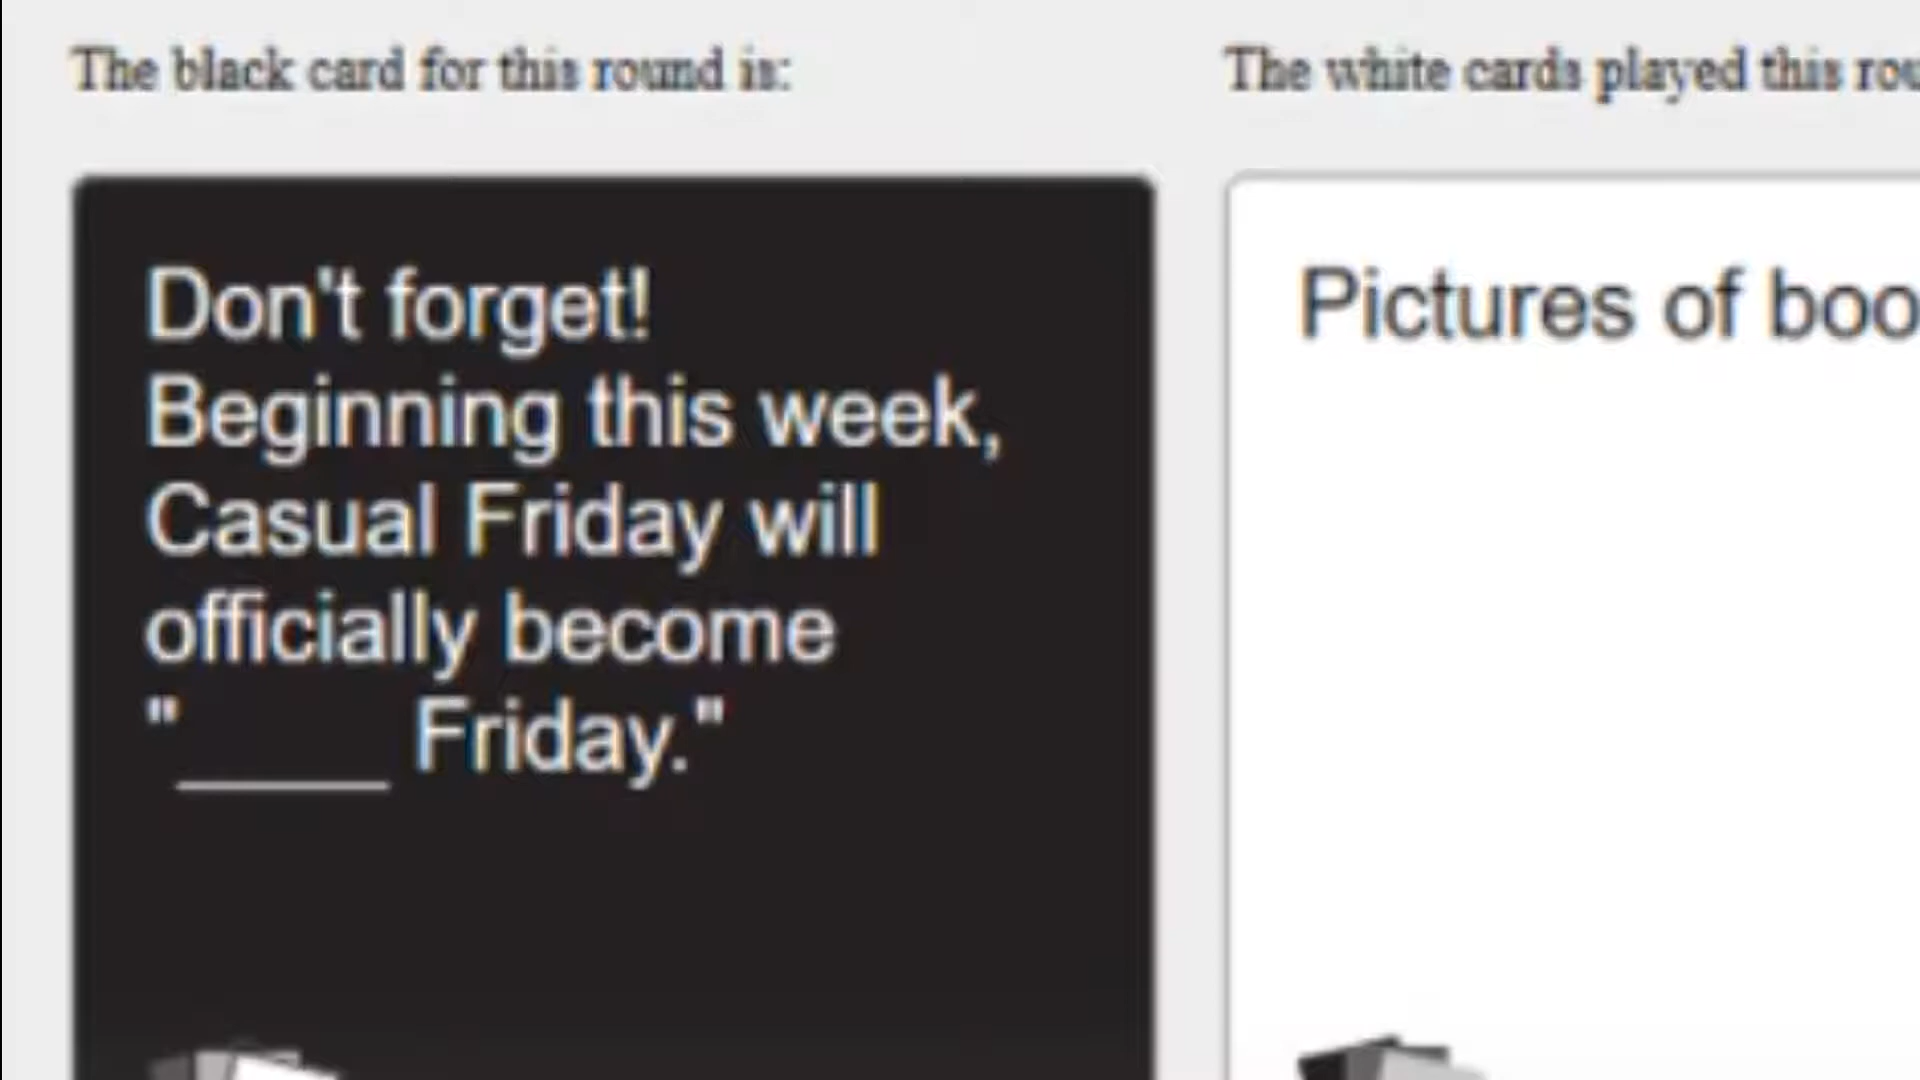 The black card for this round is:
The white cards played this
Don't forget!
Beginning this week,
Casual Friday will
officially become
"_____ Friday."
Pictures of